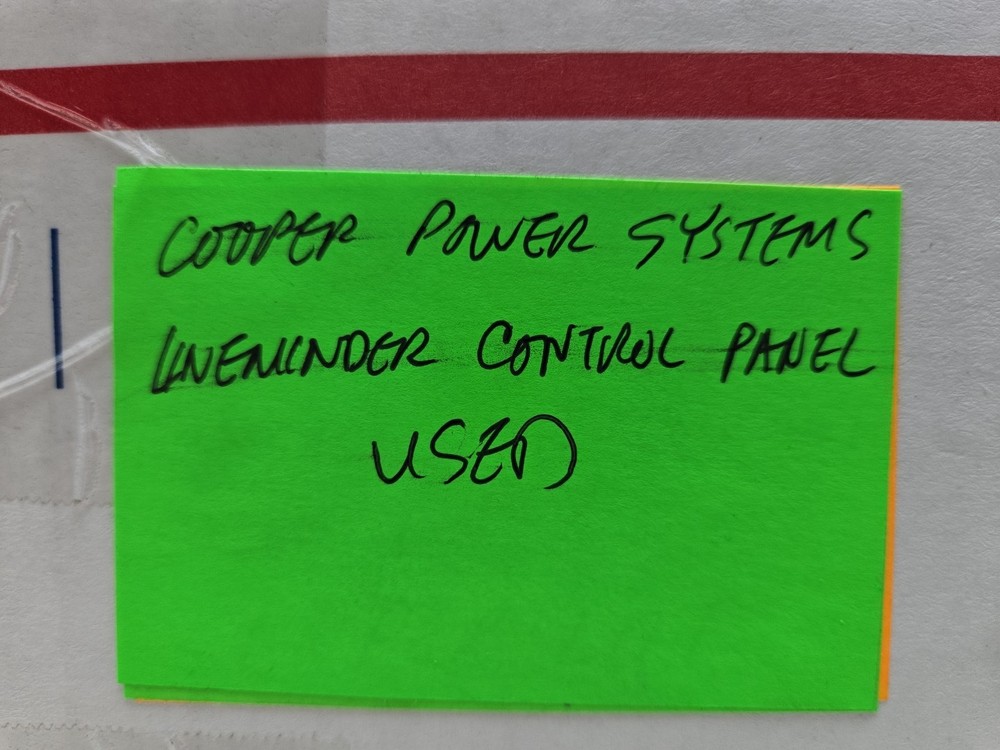 COOPER POWER SYSTEMS
LINEMINDER CONTROL PANEL
USED